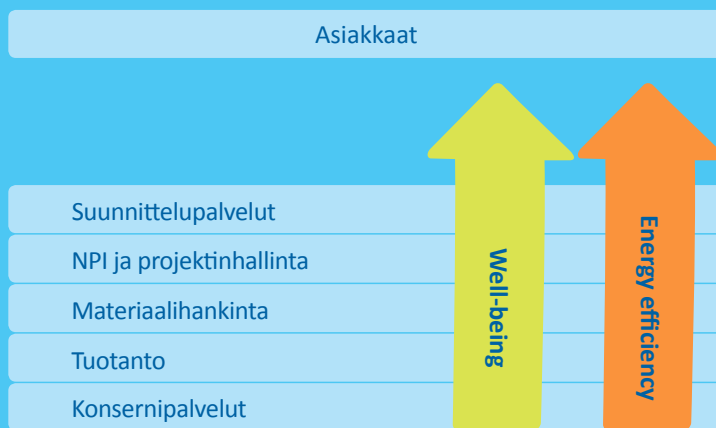 Asiakkaat
Suunnittelupalvelut
NPI ja projektinhallinta
Materiaalihankinta
Tuotanto
Konsernipalvelut
Well-being
Energy efficiency